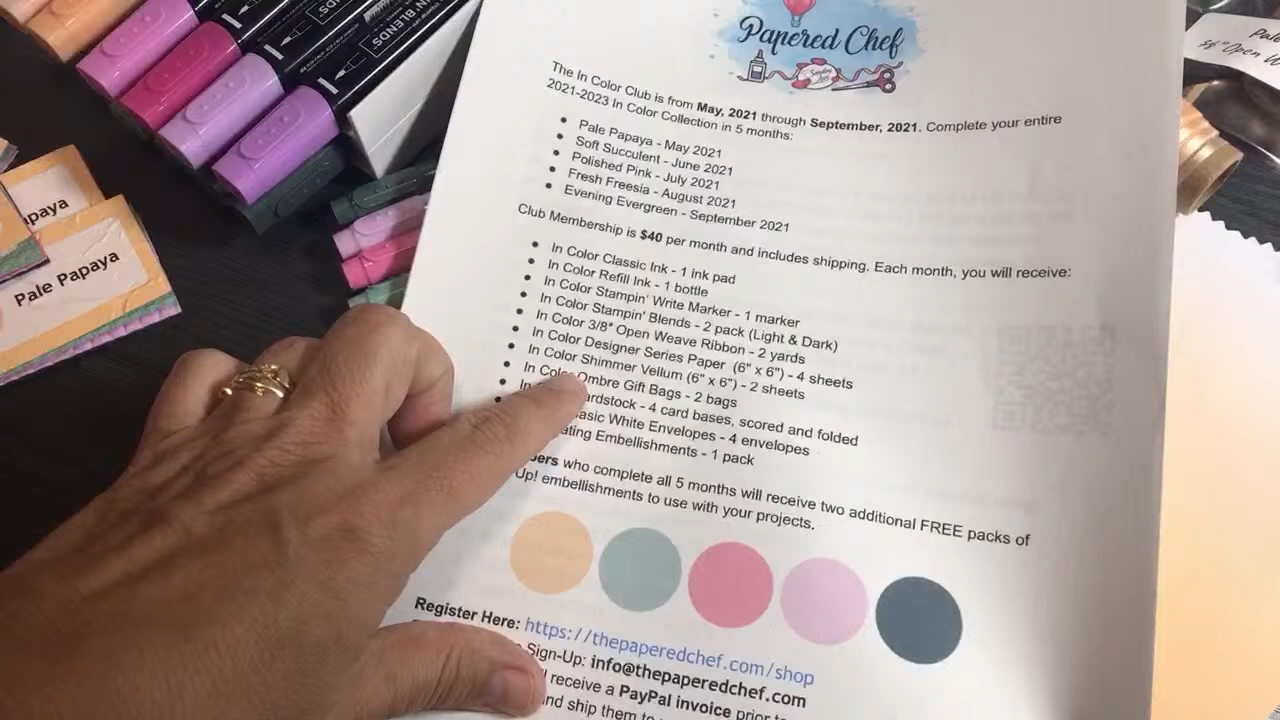 N BLENDS
Papered Chef
Pale
5/8" Open W
The In Color Club is from May, 2021 through September, 2021. Complete your entire
2021-2023 In Color Collection in 5 months:
• Pale Papaya - May 2021
• Soft Succulent - June 2021
• Polished Pink - July 2021
• Fresh Freesia - August 2021
• Evening Evergreen - September 2021
Club Membership is $40 per month and includes shipping. Each month, you will receive:
• In Color Classic Ink - 1 ink pad
• In Color Refill Ink - 1 bottle
• In Color Stampin' Write Marker - 1 marker
• In Color Stampin' Blends - 2 pack (Light & Dark)
• In Color 3/8" Open Weave Ribbon - 2 yards
• In Color Designer Series Paper (6" x 6") - 4 sheets
• In Color Shimmer Vellum (6" x 6") - 2 sheets
• In Color Ombre Gift Bags - 2 bags
• In ardstock - 4 card bases, scored and folded
asic White Envelopes - 4 envelopes
ating Embellishments - 1 pack
bers who complete all 5 months will receive two additional FREE packs of
Up! embellishments to use with your projects.
Register Here: https://thepaperedchef.com/shop
Sign-Up: info@thepaperedchef.com
receive a PayPal invoice prior to
nd ship them to
apaya
Pale Papaya